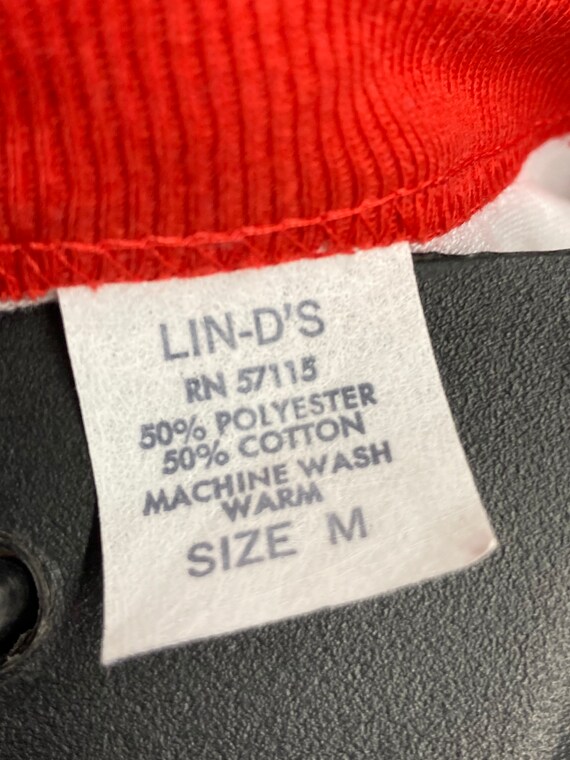 LIN-D'S
RN 57115
50% POLYESTER
50% COTTON
MACHINE WASH
WARM
SIZE M